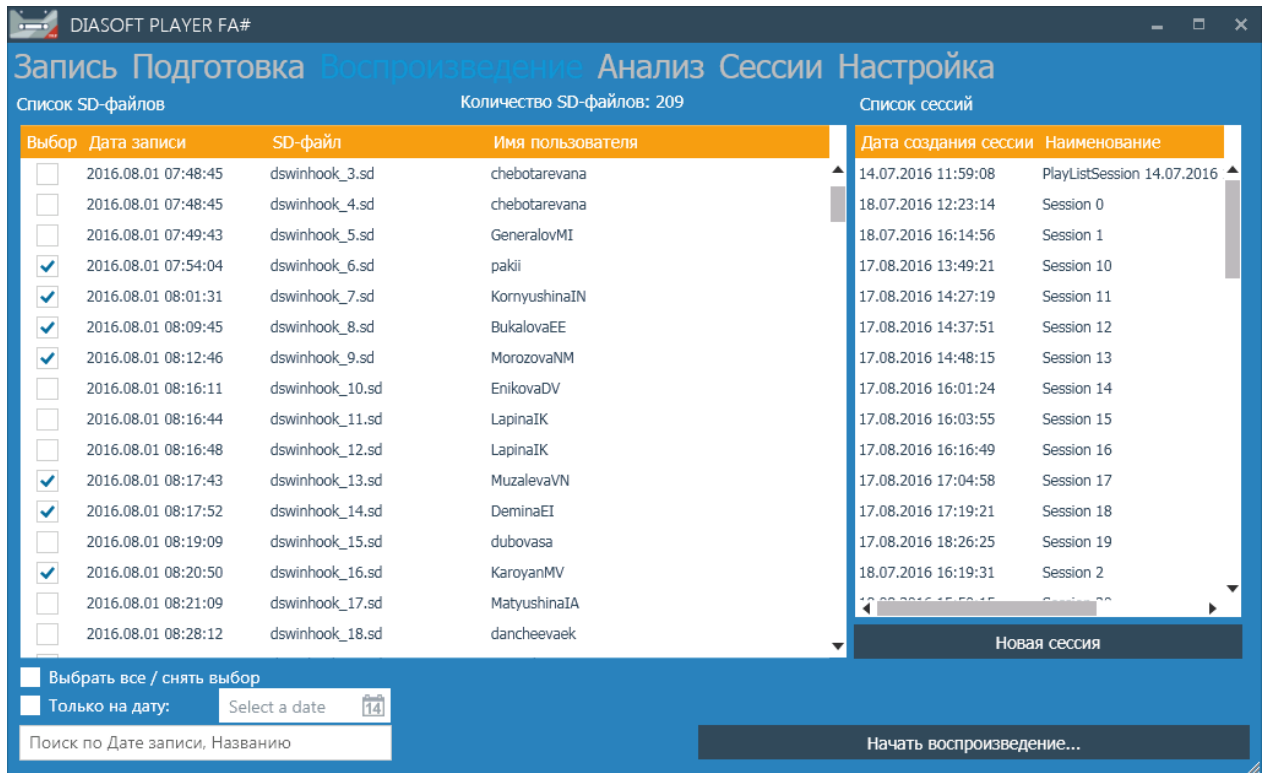 DIASOFT PLAYER FA#
Запись Подготовка Воспроизведение Анализ Сессии Настройка
Список SD-файлов Количество SD-файлов: 209 Список сессий
Выбор Дата записи SD-файл Имя пользователя Дата создания сессии Наименование
2016.08.01 07:48:45 dswinhook_3.sd chebotarevana 14.07.2016 11:59:08 PlayListSession 14.07.2016
2016.08.01 07:48:45 dswinhook_4.sd chebotarevana 18.07.2016 12:23:14 Session 0
2016.08.01 07:49:43 dswinhook_5.sd GeneralovMI 18.07.2016 16:14:56 Session 1
2016.08.01 07:54:04 dswinhook_6.sd pakii 17.08.2016 13:49:21 Session 10
2016.08.01 08:01:31 dswinhook_7.sd KornyushinaIN 17.08.2016 14:27:19 Session 11
2016.08.01 08:09:45 dswinhook_8.sd BukalovaEE 17.08.2016 14:37:51 Session 12
2016.08.01 08:12:46 dswinhook_9.sd MorozovaNM 17.08.2016 14:48:15 Session 13
2016.08.01 08:16:11 dswinhook_10.sd EnikovaDV 17.08.2016 16:01:24 Session 14
2016.08.01 08:16:44 dswinhook_11.sd LapinaIK 17.08.2016 16:03:55 Session 15
2016.08.01 08:16:48 dswinhook_12.sd LapinaIK 17.08.2016 16:16:49 Session 16
2016.08.01 08:17:43 dswinhook_13.sd MuzalevaVN 17.08.2016 17:04:58 Session 17
2016.08.01 08:17:52 dswinhook_14.sd DeminaEI 17.08.2016 17:19:21 Session 18
2016.08.01 08:19:09 dswinhook_15.sd dubovasa 17.08.2016 18:26:25 Session 19
2016.08.01 08:20:50 dswinhook_16.sd KaroyanMV 18.07.2016 16:19:31 Session 2
2016.08.01 08:21:09 dswinhook_17.sd MatyushinaIA
2016.08.01 08:28:12 dswinhook_18.sd dancheevaek
Новая сессия
Выбрать все / снять выбор
Только на дату: Select a date 14
Поиск по Дате записи, Названию Начать воспроизведение...